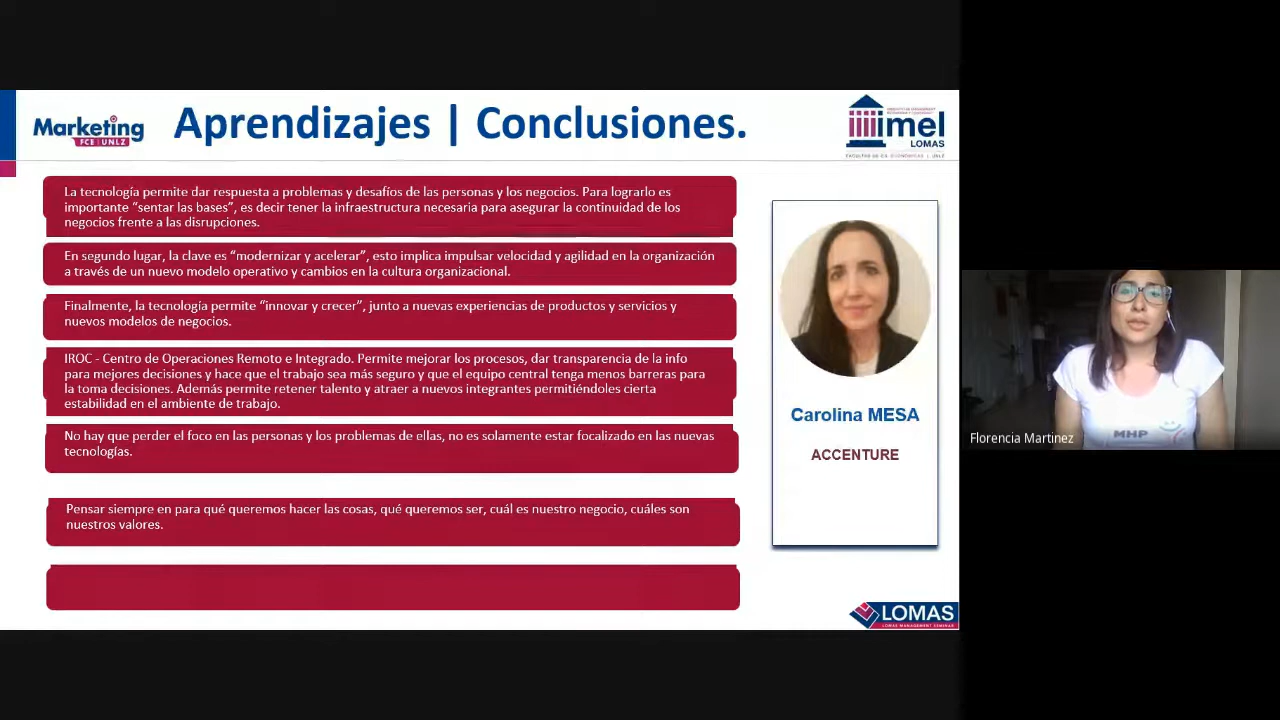 Marketing
FCE | UNLZ
Aprendizajes | Conclusiones.
imel
LOMAS
La tecnología permite dar respuesta a problemas y desafíos de las personas y los negocios. Para lograrlo es
importante “sentar las bases”, es decir tener la infraestructura necesaria para asegurar la continuidad de los
negocios frente a las disrupciones.
En segundo lugar, la clave es “modernizar y acelerar”, esto implica impulsar velocidad y agilidad en la organización
a través de un nuevo modelo operativo y cambios en la cultura organizacional.
Finalmente, la tecnología permite “innovar y crecer”, junto a nuevas experiencias de productos y servicios y
nuevos modelos de negocios.
IROC - Centro de Operaciones Remoto e Integrado. Permite mejorar los procesos, dar transparencia de la info
para mejores decisiones y hace que el trabajo sea más seguro y que el equipo central tenga menos barreras para
la toma decisiones. Además permite retener talento y atraer a nuevos integrantes permitiéndoles cierta
estabilidad en el ambiente de trabajo.
No hay que perder el foco en las personas y los problemas de ellas, no es solamente estar focalizado en las nuevas
tecnologías.
Pensar siempre en para qué queremos hacer las cosas, qué queremos ser, cuál es nuestro negocio, cuáles son
nuestros valores.
Carolina MESA
ACCENTURE
LOMAS
LOMAS MANAGEMENT SEMINAR
MHP
Florencia Martinez